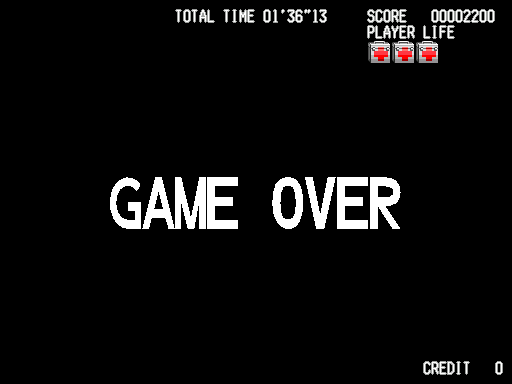 TOTAL TIME 01'36"13
SCORE 00002200
PLAYER LIFE
GAME OVER
CREDIT 0